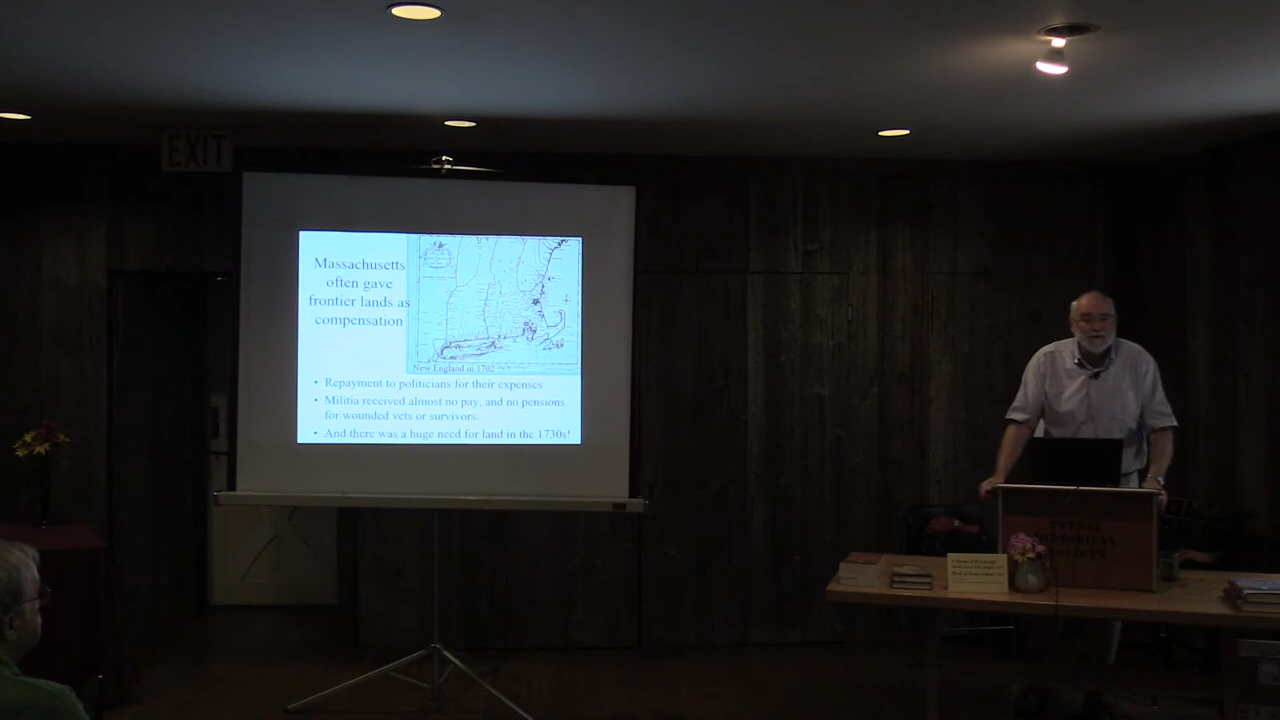 EXIT
Massachusetts
often gave
frontier lands as
compensation
New England in 1702
• Repayment to politicians for their expenses
• Militia received almost no pay, and no pensions
for wounded vets or survivors.
• And there was a huge need for land in the 1730s!
HISTORICAL
SOCIETY